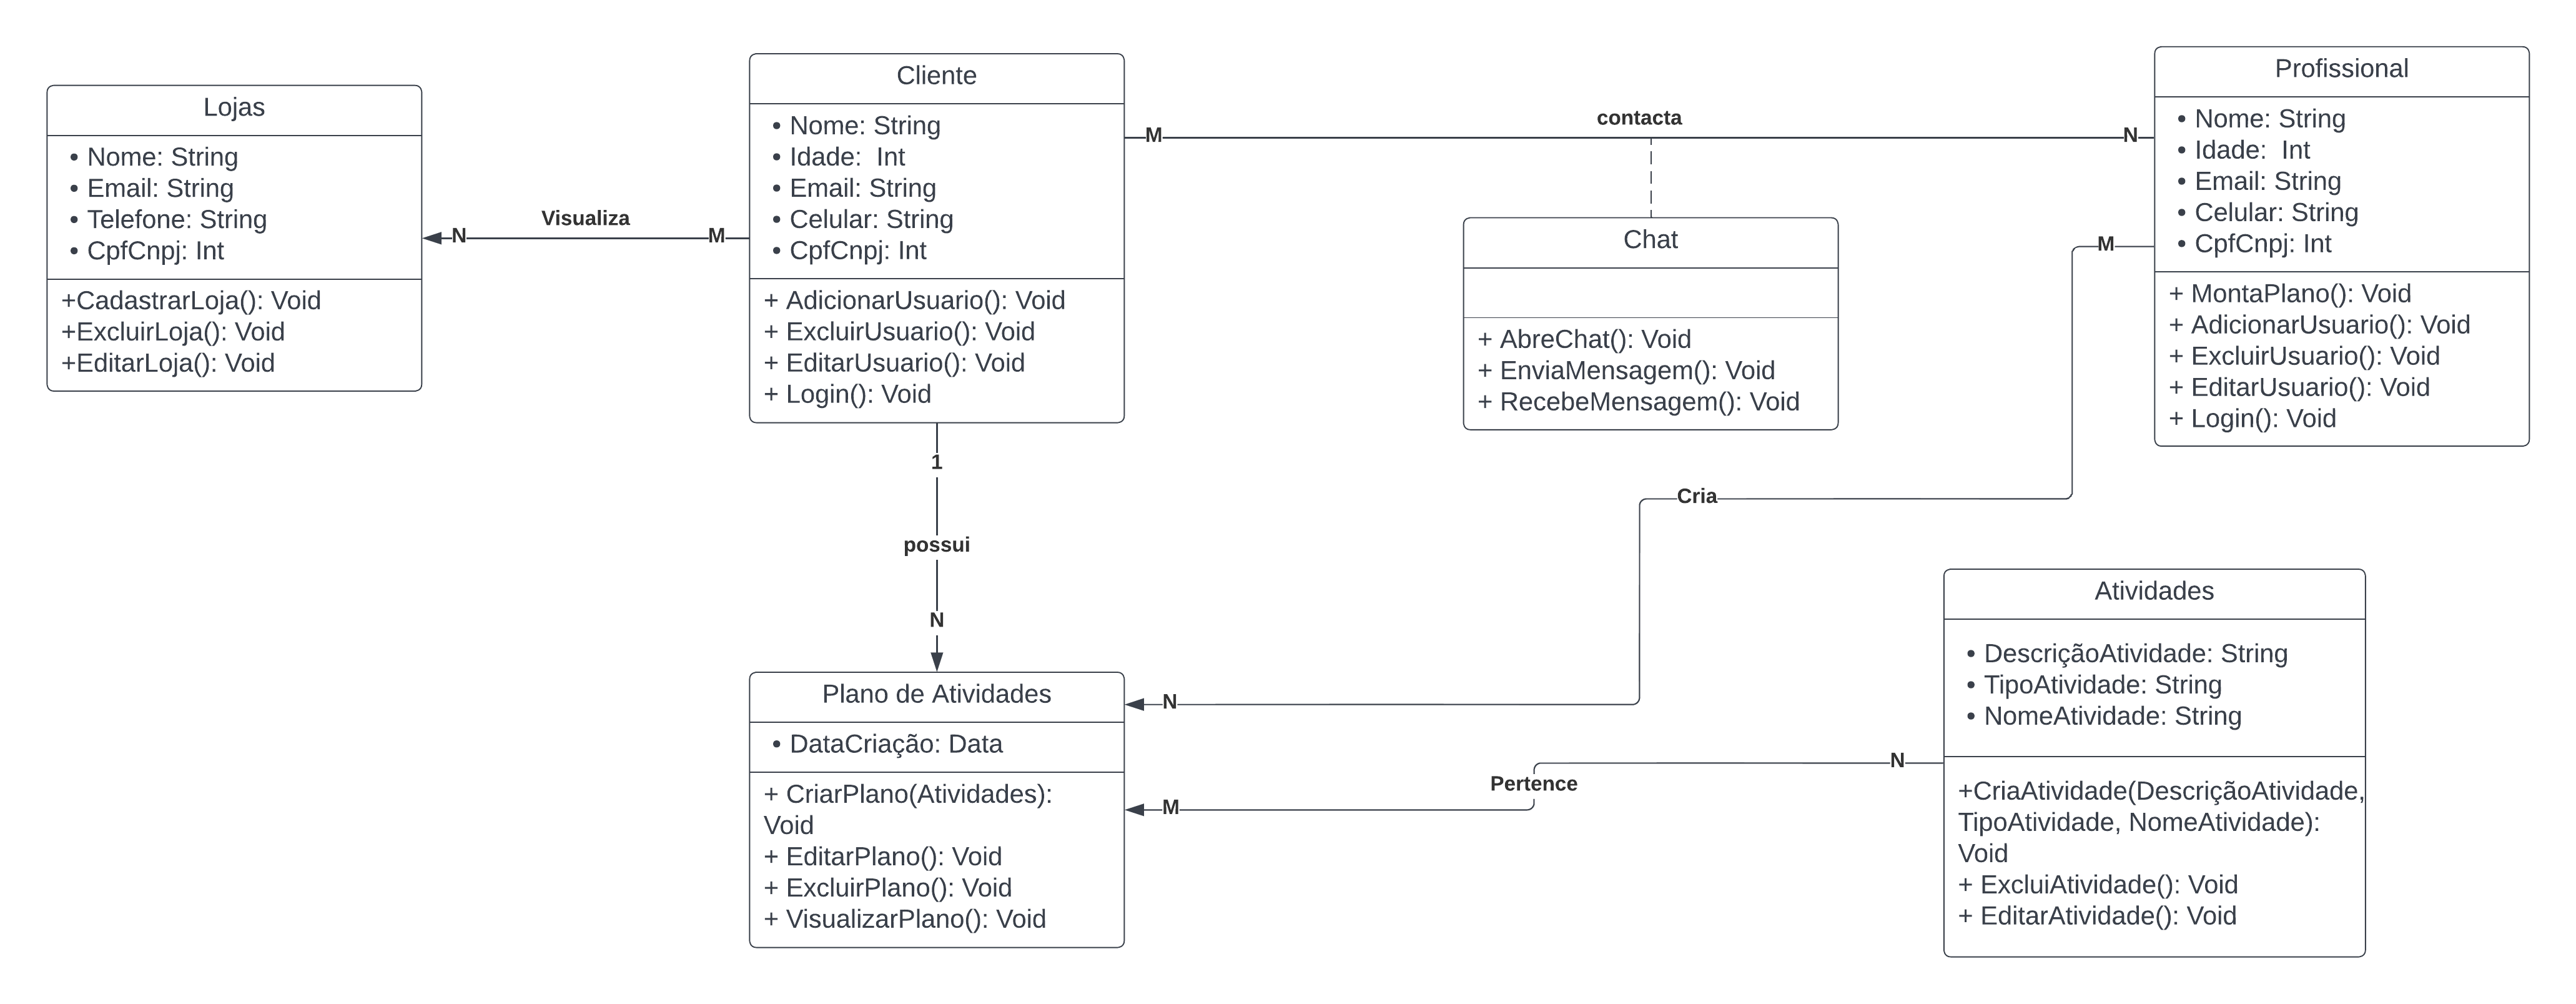 Lojas
• Nome: String
• Email: String
• Telefone: String
• CpfCnpj: Int
+CadastrarLoja(): Void
+ExcluirLoja(): Void
+EditarLoja(): Void
N
Visualiza
M
Cliente
• Nome: String
• Idade:  Int
• Email: String
• Celular: String
• CpfCnpj: Int
+ AdicionarUsuario(): Void
+ ExcluirUsuario(): Void
+ EditarUsuario(): Void
+ Login(): Void
M
contacta
N
Chat
+ AbreChat(): Void
+ EnviaMensagem(): Void
+ RecebeMensagem(): Void
Profissional
• Nome: String
• Idade:  Int
• Email: String
• Celular: String
• CpfCnpj: Int
+ MontaPlano(): Void
+ AdicionarUsuario(): Void
+ ExcluirUsuario(): Void
+ EditarUsuario(): Void
+ Login(): Void
M
Cria
N
1
possui
N
Plano de Atividades
• DataCriação: Data
+ CriarPlano(Atividades):
Void
+ EditarPlano(): Void
+ ExcluirPlano(): Void
+ VisualizarPlano(): Void
M
Pertence
N
Atividades
• DescriçãoAtividade: String
• TipoAtividade: String
• NomeAtividade: String
+CriaAtividade(DescriçãoAtividade,
TipoAtividade, NomeAtividade):
Void
+ ExcluiAtividade(): Void
+ EditarAtividade(): Void